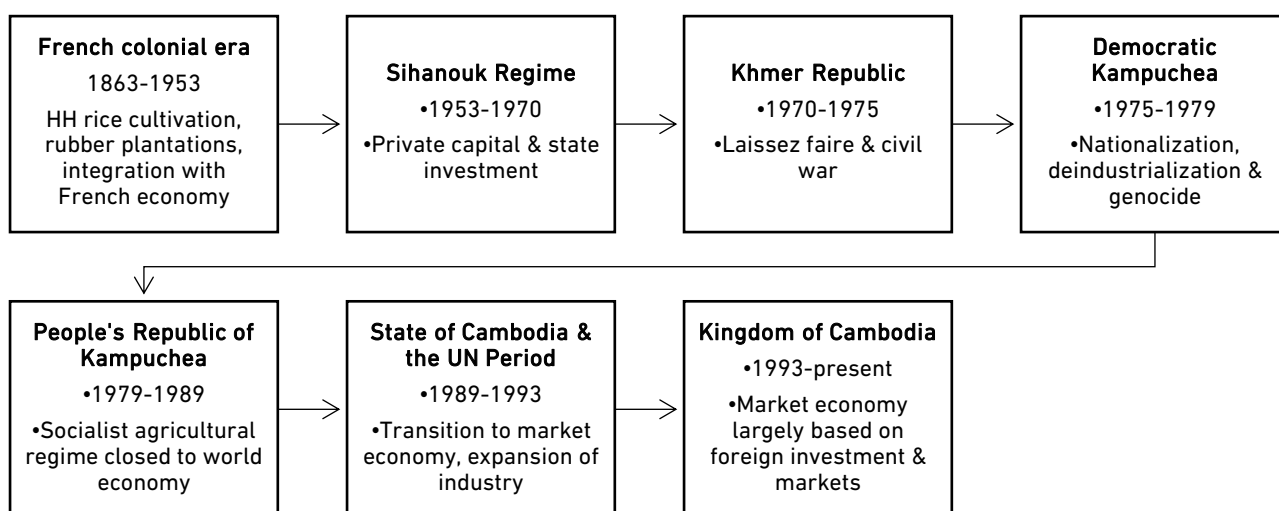 French colonial era
1863-1953
HH rice cultivation,
rubber plantations,
integration with
French economy
Sihanouk Regime
•1953-1970
•Private capital & state
investment
Khmer Republic
•1970-1975
•Laissez faire & civil
war
Democratic
Kampuchea
•1975-1979
•Nationalization,
deindustrialization &
genocide
People's Republic of
Kampuchea
•1979-1989
•Socialist agricultural
regime closed to world
economy
State of Cambodia &
the UN Period
•1989-1993
•Transition to market
economy, expansion of
industry
Kingdom of Cambodia
•1993-present
•Market economy
largely based on
foreign investment &
markets